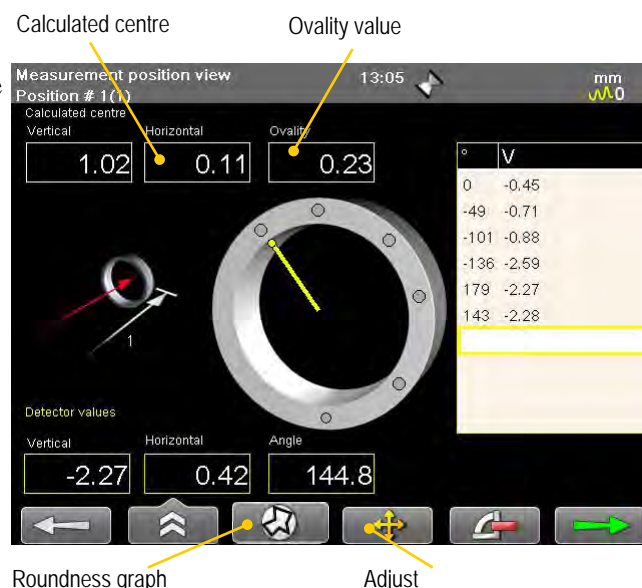 Calculated centre
Ovality value
Measurement position view
13:05
mm
Position # 1(1)
0
Calculated centre
Vertical
Horizontal
Ovality
1.02
0.11
0.23
° V
0 -0.45
-49 -0.71
-101 -0.88
-136 -2.59
179 -2.27
143 -2.28
1
Detector values
Vertical
Horizontal
Angle
-2.27
0.42
144.8
Roundness graph
Adjust